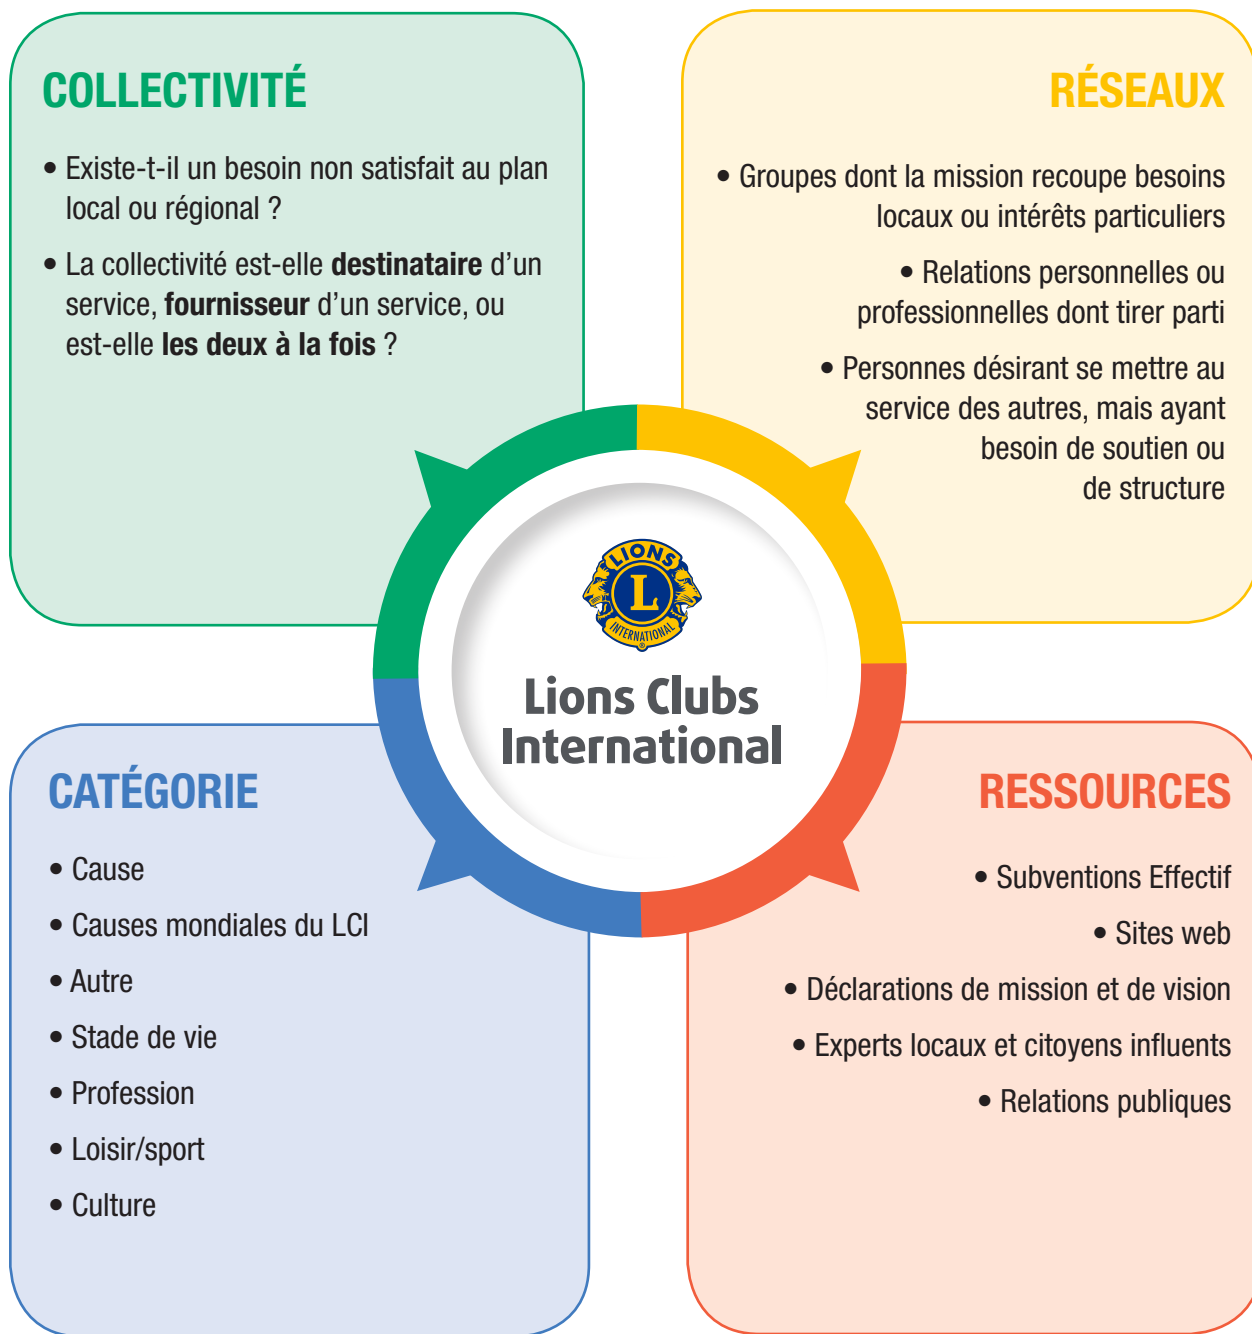 COLLECTIVITÉ
• Existe-t-il un besoin non satisfait au plan
local ou régional ?
• La collectivité est-elle destinataire d’un
service, fournisseur d’un service, ou
est-elle les deux à la fois ?
RÉSEAUX
• Groupes dont la mission recoupe besoins
locaux ou intérêts particuliers
• Relations personnelles ou
professionnelles dont tirer parti
• Personnes désirant se mettre au
service des autres, mais ayant
besoin de soutien ou
de structure
LIONS
L
INTERNATIONAL
®
Lions Clubs
International
CATÉGORIE
• Cause
• Causes mondiales du LCI
• Autre
• Stade de vie
• Profession
• Loisir/sport
• Culture
RESSOURCES
• Subventions Effectif
• Sites web
• Déclarations de mission et de vision
• Experts locaux et citoyens influents
• Relations publiques